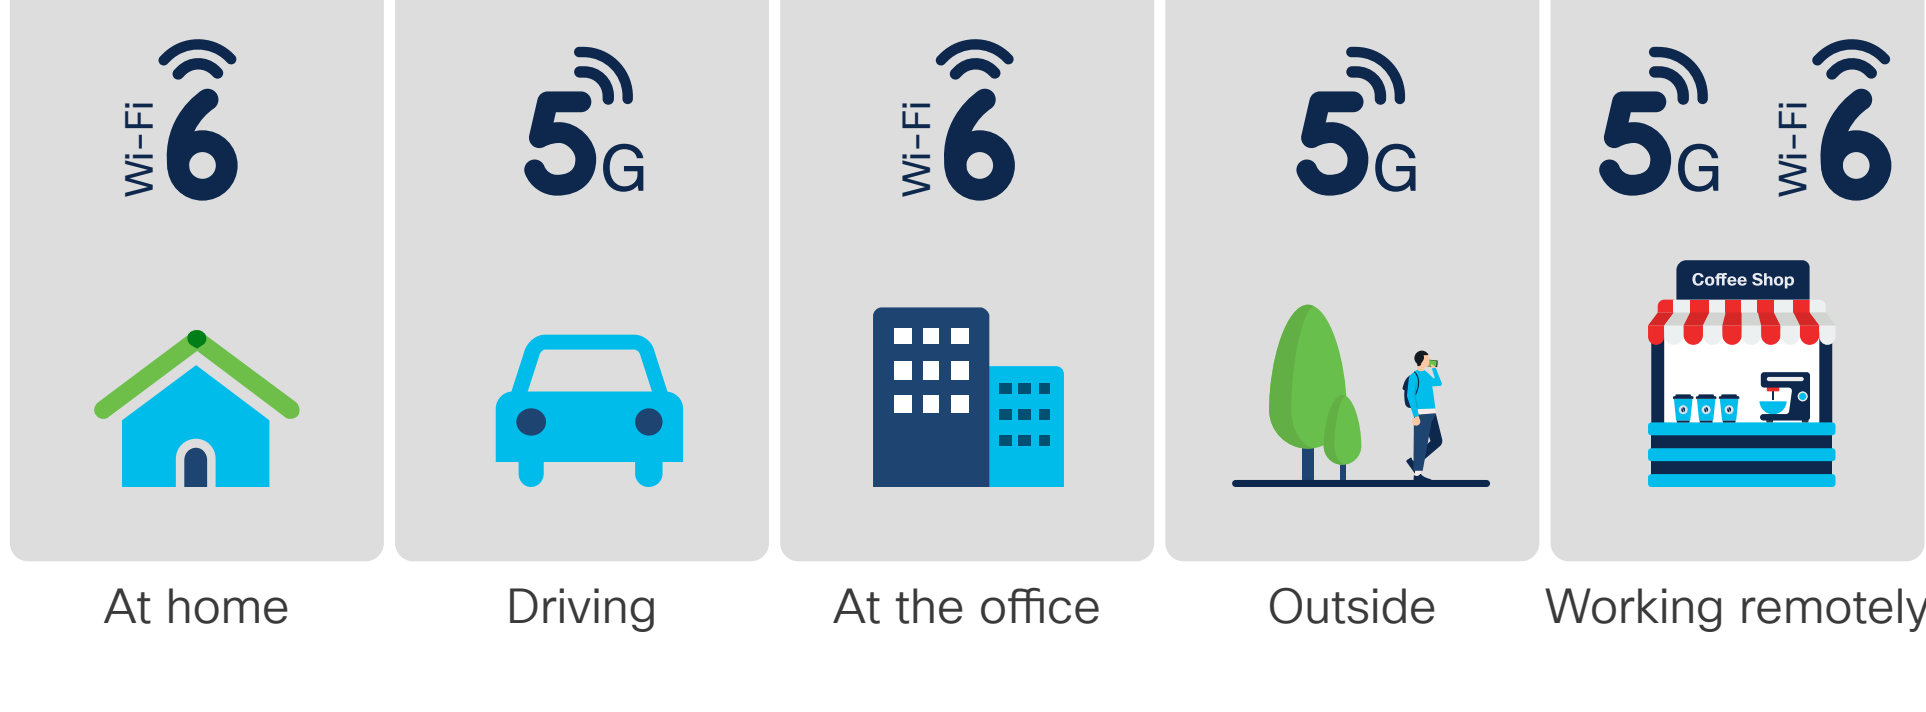 Wi-Fi 6
5G
Wi-Fi 6
5G
5G Wi-Fi 6
Coffee Shop
At home
Driving
At the office
Outside
Working remotely